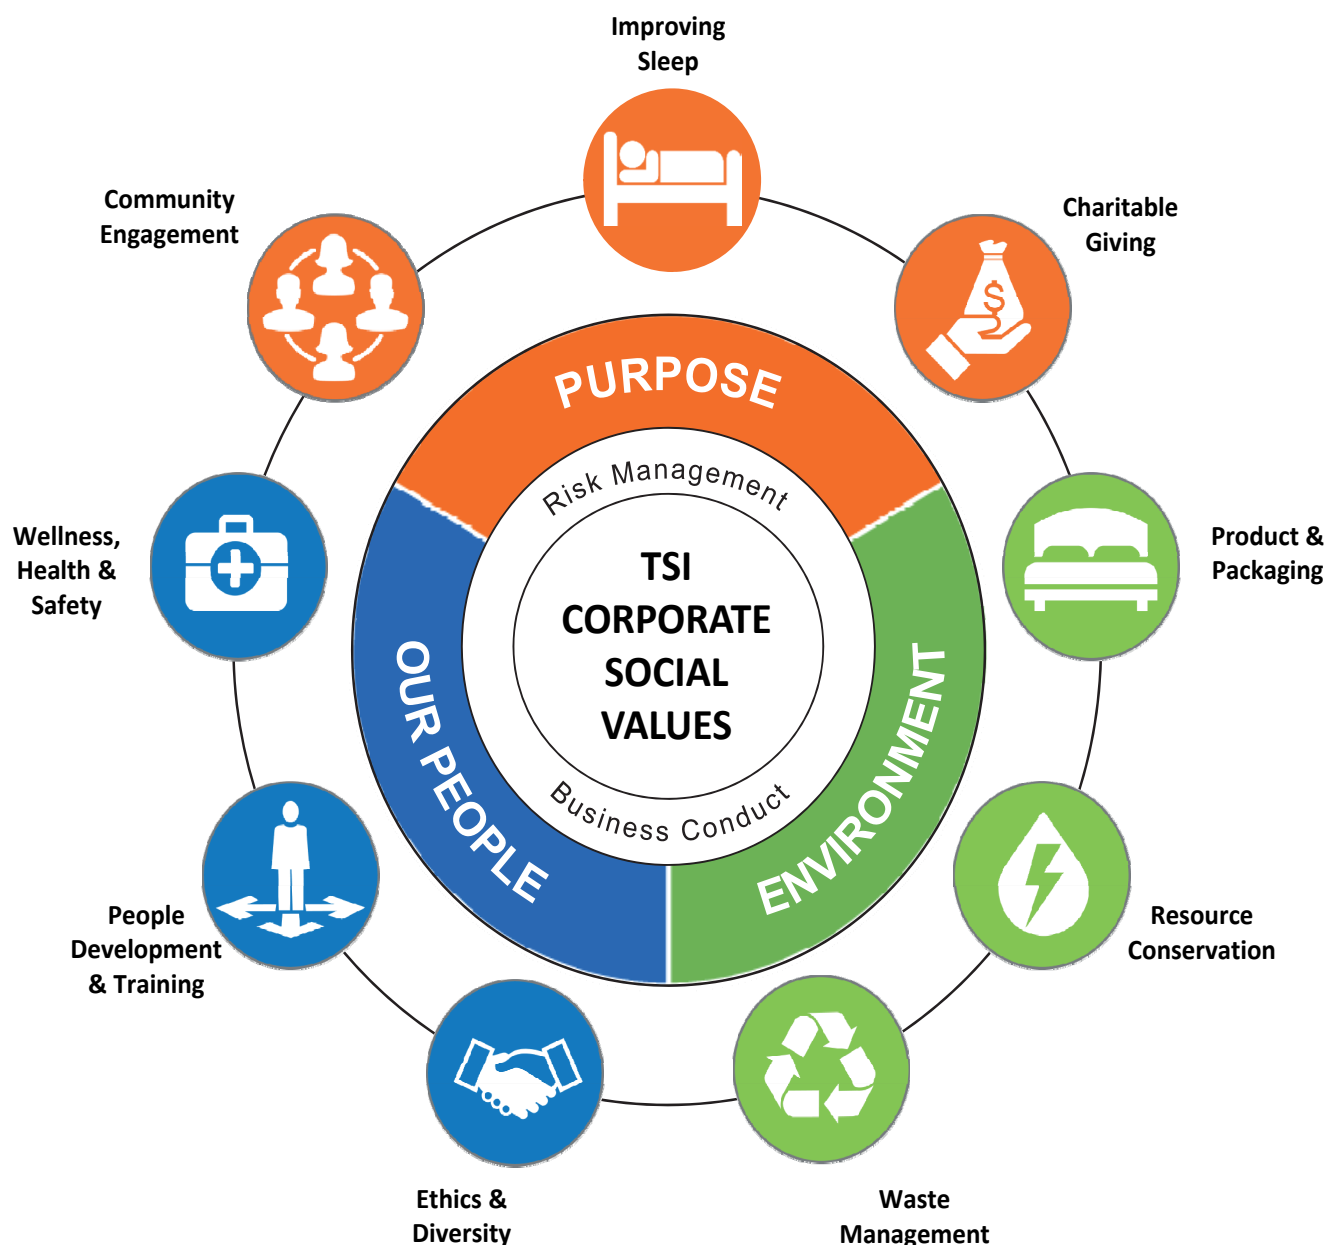 Improving
Sleep
Community
Engagement
Charitable
Giving
$
PURPOSE
Risk Management
Wellness,
Health &
Safety
Product &
Packaging
TSI
CORPORATE
SOCIAL
VALUES
OUR PEOPLE
ENVIRONMENT
Business Conduct
People
Development
& Training
Resource
Conservation
Ethics &
Diversity
Waste
Management